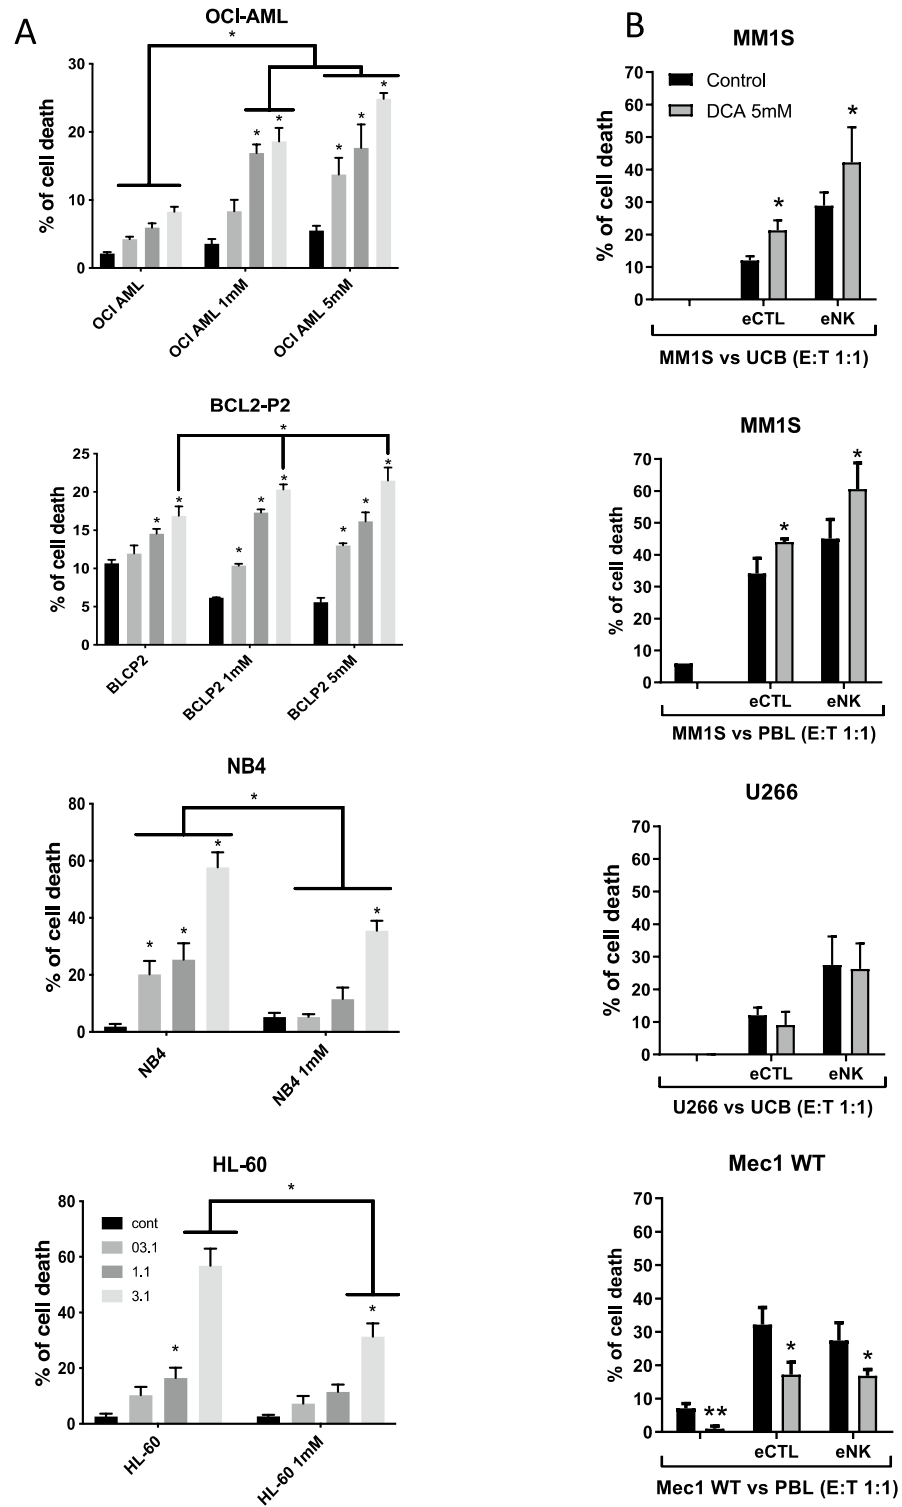 A
OCI-AML
*
30
20
10
0
% of cell death
* * * * *
OCI AML
OCI AML 1mM
OCI AML 5mM
BCL2-P2
*
25
20
15
10
5
0
% of cell death
* * * * * * * *
BLCP2
BCLP2 1mM
BCLP2 5mM
NB4
*
80
60
40
20
0
% of cell death
* * * *
NB4
NB4 1mM
HL-60
*
80
60
40
20
0
% of cell death
cont
03.1
1.1
3.1
* *
HL-60
HL-60 1mM
B
MM1S
70
60
50
40
30
20
10
0
% of cell death
Control
DCA 5mM
* *
eCTL eNK
MM1S vs UCB (E:T 1:1)
MM1S
70
60
50
40
30
20
10
0
% of cell death
* *
eCTL eNK
MM1S vs PBL (E:T 1:1)
U266
70
60
50
40
30
20
10
0
% of cell death
eCTL eNK
U266 vs UCB (E:T 1:1)
Mec1 WT
70
60
50
40
30
20
10
0
% of cell death
** * *
eCTL eNK
Mec1 WT vs PBL (E:T 1:1)